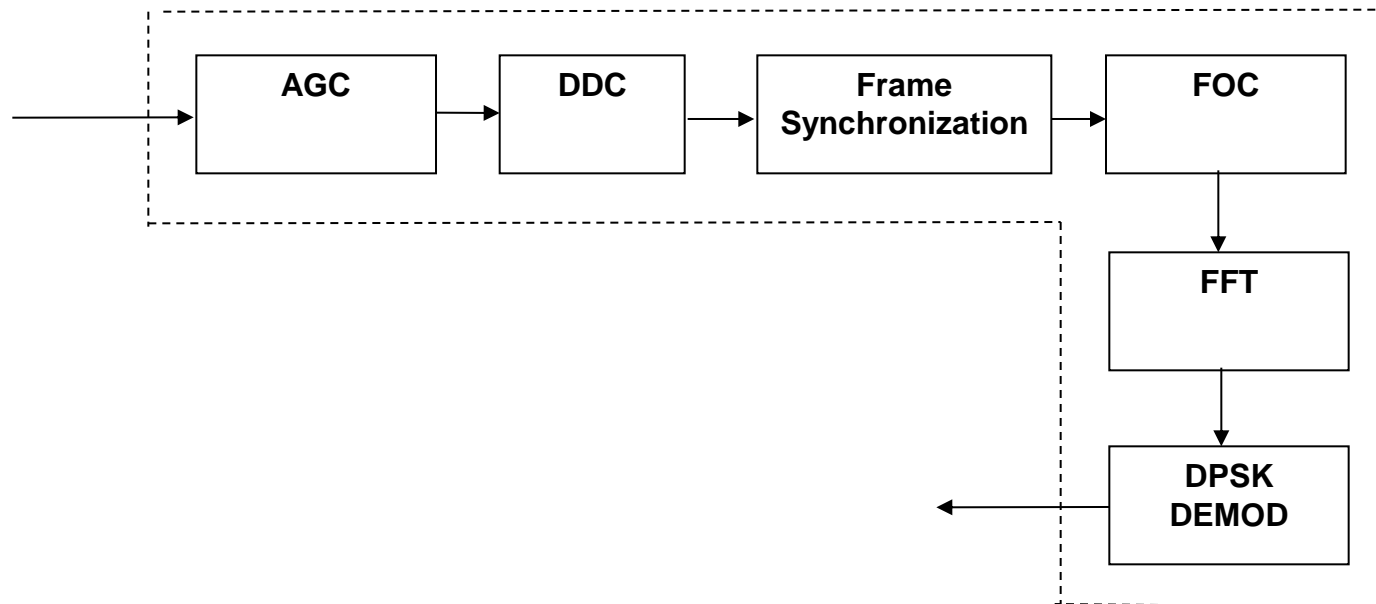 AGC
DDC
Frame
Synchronization
FOC
FFT
DPSK
DEMOD